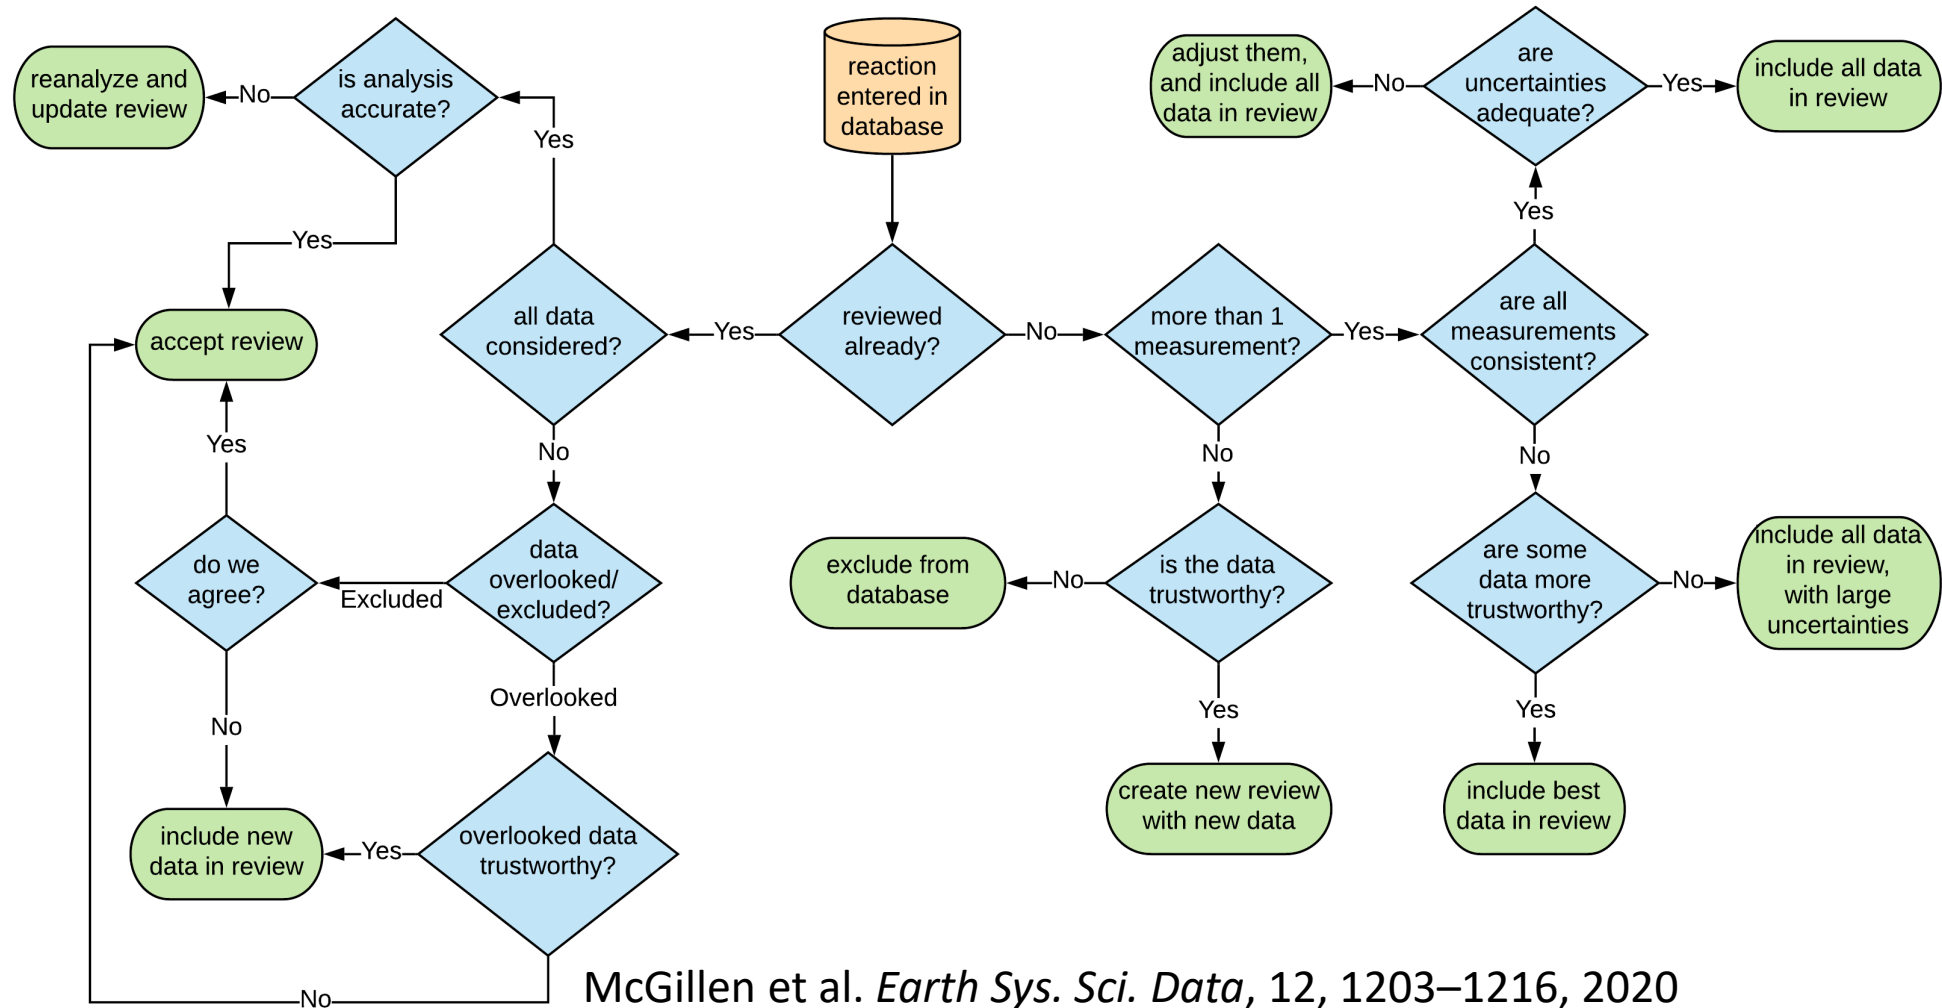 reanalyze and
update review
No
is analysis
accurate?
Yes
reaction
entered in
database
adjust them,
and include all
data in review
No
are
uncertainties
adequate?
Yes
include all data
in review
Yes
Yes
accept review
all data
considered?
Yes
reviewed
already?
No
more than 1
measurement?
Yes
are all
measurements
consistent?
Yes
No
No
No
do we
agree?
Excluded
data
overlooked/
excluded?
exclude from
database
No
is the data
trustworthy?
are some
data more
trustworthy?
No
include all data
in review,
with large
uncertainties
No
Overlooked
Yes
Yes
include new
data in review
Yes
overlooked data
trustworthy?
create new review
with new data
include best
data in review
No
McGillen et al. Earth Sys. Sci. Data, 12, 1203–1216, 2020